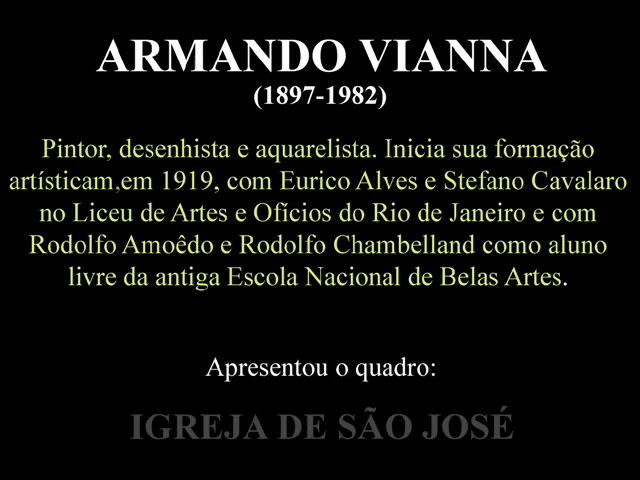 ARMANDO VIANNA
(1897-1982)
Pintor, desenhista e aquarelista. Inicia sua formação
artísticam,em 1919, com Eurico Alves e Stefano Cavalaro
no Liceu de Artes e Ofícios do Rio de Janeiro e com
Rodolfo Amoêdo e Rodolfo Chambelland como aluno
livre da antiga Escola Nacional de Belas Artes.
Apresentou o quadro:
IGREJA DE SÃO JOSÉ